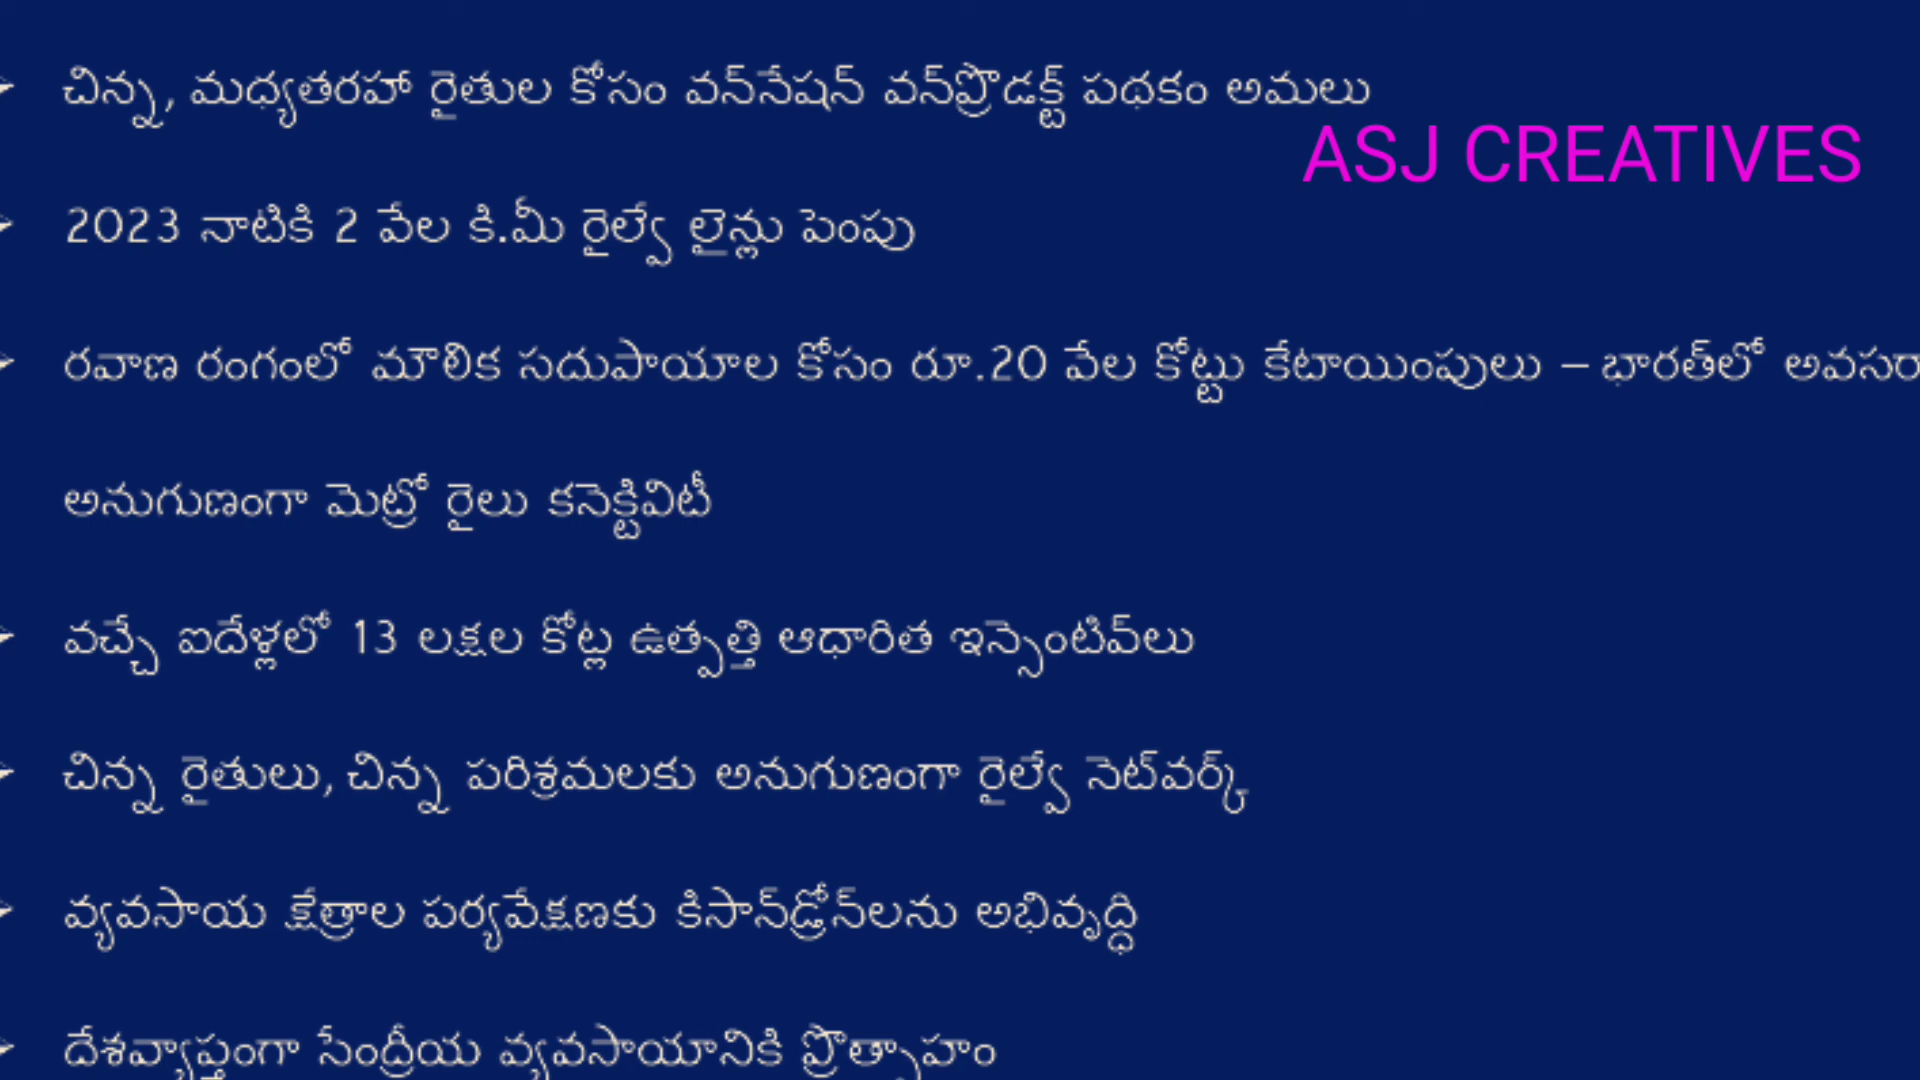 చిన్న, మధ్యతరహా రైతుల కోసం వన్‌నేషన్ వన్‌ప్రొడక్ట్ పథకం అమలు
ASJ CREATIVES
2023 నాటికి 2 వేల కి.మీ రైల్వే లైన్లు పెంపు
రవాణ రంగంలో మౌలిక సదుపాయాల కోసం రూ.20 వేల కోట్టు కేటాయింపులు – భారత్‌లో
అనుగుణంగా మెట్రో రైలు కనెక్టివిటీ
వచ్చే ఐదేళ్లలో 13 లక్షల కోట్ల ఉత్పత్తి ఆధారిత ఇన్సెంటివ్‌లు
చిన్న రైతులు, చిన్న పరిశ్రమలకు అనుగుణంగా రైల్వే నెట్‌వర్క్
వ్యవసాయ క్షేత్రాల పర్యవేక్షణకు కిసాన్‌డ్రోన్‌లను అభివృద్ధి
దేశవ్యాప్తంగా సేంద్రీయ వ్యవసాయానికి ప్రొత్సాహం